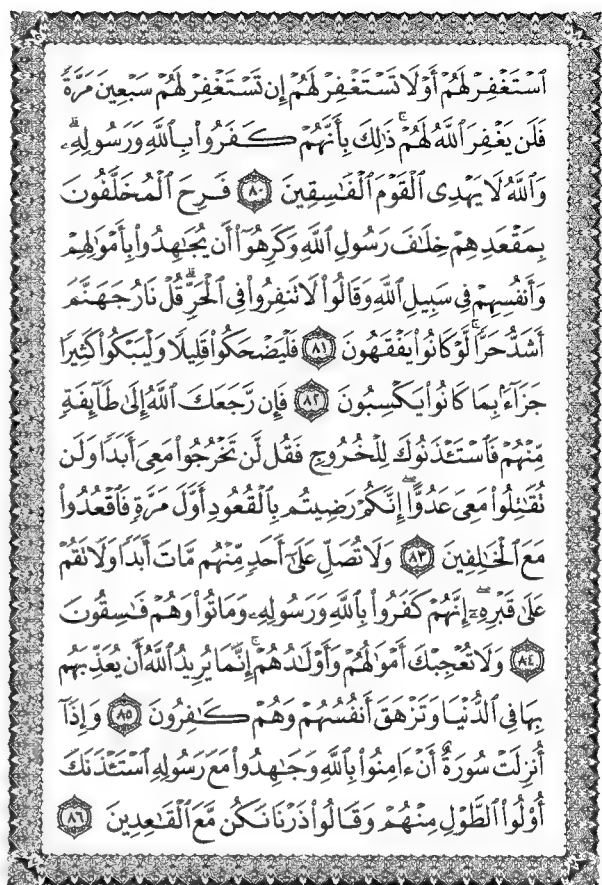 ٱسْتَغْفِرْ لَهُمْ أَوْ لَا تَسْتَغْفِرْ لَهُمْ إِن تَسْتَغْفِرْ لَهُمْ سَبْعِينَ مَرَّةً
فَلَن يَغْفِرَ ٱللَّهُ لَهُمْ ۚ ذَٰلِكَ بِأَنَّهُمْ كَفَرُوا۟ بِٱللَّهِ وَرَسُولِهِۦ ۗ
وَٱللَّهُ لَا يَهْدِى ٱلْقَوْمَ ٱلْفَـٰسِقِينَ ٨٠ فَرِحَ ٱلْمُخَلَّفُونَ
بِمَقْعَدِهِمْ خِلَـٰفَ رَسُولِ ٱللَّهِ وَكَرِهُوٓا۟ أَن يُجَـٰهِدُوا۟ بِأَمْوَٰلِهِمْ
وَأَنفُسِهِمْ فِى سَبِيلِ ٱللَّهِ وَقَالُوا۟ لَا تَنفِرُوا۟ فِى ٱلْحَرِّ ۗ قُلْ نَارُ جَهَنَّمَ
أَشَدُّ حَرًّا ۚ لَّوْ كَانُوا۟ يَفْقَهُونَ ٨١ فَلْيَضْحَكُوا۟ قَلِيلًا وَلْيَبْكُوا۟ كَثِيرًا
جَزَآءًۢ بِمَا كَانُوا۟ يَكْسِبُونَ ٨٢ فَإِن رَّجَعَكَ ٱللَّهُ إِلَىٰ طَآئِفَةٍ
مِّنْهُمْ فَٱسْتَـْٔذَنُوكَ لِلْخُرُوجِ فَقُل لَّن تَخْرُجُوا۟ مَعِىَ أَبَدًا وَلَن
تُقَـٰتِلُوا۟ مَعِىَ عَدُوًّا ۖ إِنَّكُمْ رَضِيتُم بِٱلْقُعُودِ أَوَّلَ مَرَّةٍ فَٱقْعُدُوا۟
مَعَ ٱلْخَـٰلِفِينَ ٨٣ وَلَا تُصَلِّ عَلَىٰٓ أَحَدٍ مِّنْهُم مَّاتَ أَبَدًا وَلَا تَقُمْ
عَلَىٰ قَبْرِهِۦٓ ۖ إِنَّهُمْ كَفَرُوا۟ بِٱللَّهِ وَرَسُولِهِۦ وَمَاتُوا۟ وَهُمْ فَـٰسِقُونَ
٨٤ وَلَا تُعْجِبْكَ أَمْوَٰلُهُمْ وَأَوْلَـٰدُهُمْ ۚ إِنَّمَا يُرِيدُ ٱللَّهُ أَن يُعَذِّبَهُم
بِهَا فِى ٱلدُّنْيَا وَتَزْهَقَ أَنفُسُهُمْ وَهُمْ كَـٰفِرُونَ ٨٥ وَإِذَآ
أُنزِلَتْ سُورَةٌ أَنْ ءَامِنُوا۟ بِٱللَّهِ وَجَـٰهِدُوا۟ مَعَ رَسُولِهِ ٱسْتَـْٔذَنَكَ
أُو۟لُوا۟ ٱلطَّوْلِ مِنْهُمْ وَقَالُوا۟ ذَرْنَا نَكُن مَّعَ ٱلْقَـٰعِدِينَ ٨٦